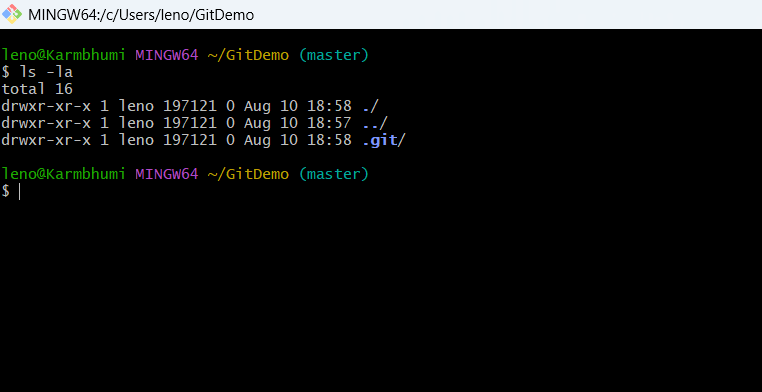 MINGW64:/c/Users/leno/GitDemo
leno@Karmbhumi MINGW64 ~/GitDemo (master)
$ ls -la
total 16
drwxr-xr-x 1 leno 197121 0 Aug 10 18:58 ./
drwxr-xr-x 1 leno 197121 0 Aug 10 18:57 ../
drwxr-xr-x 1 leno 197121 0 Aug 10 18:58 .git/
leno@Karmbhumi MINGW64 ~/GitDemo (master)
$